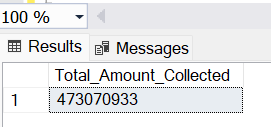 100 %
Results Messages
Total_Amount_Collected
1 473070933